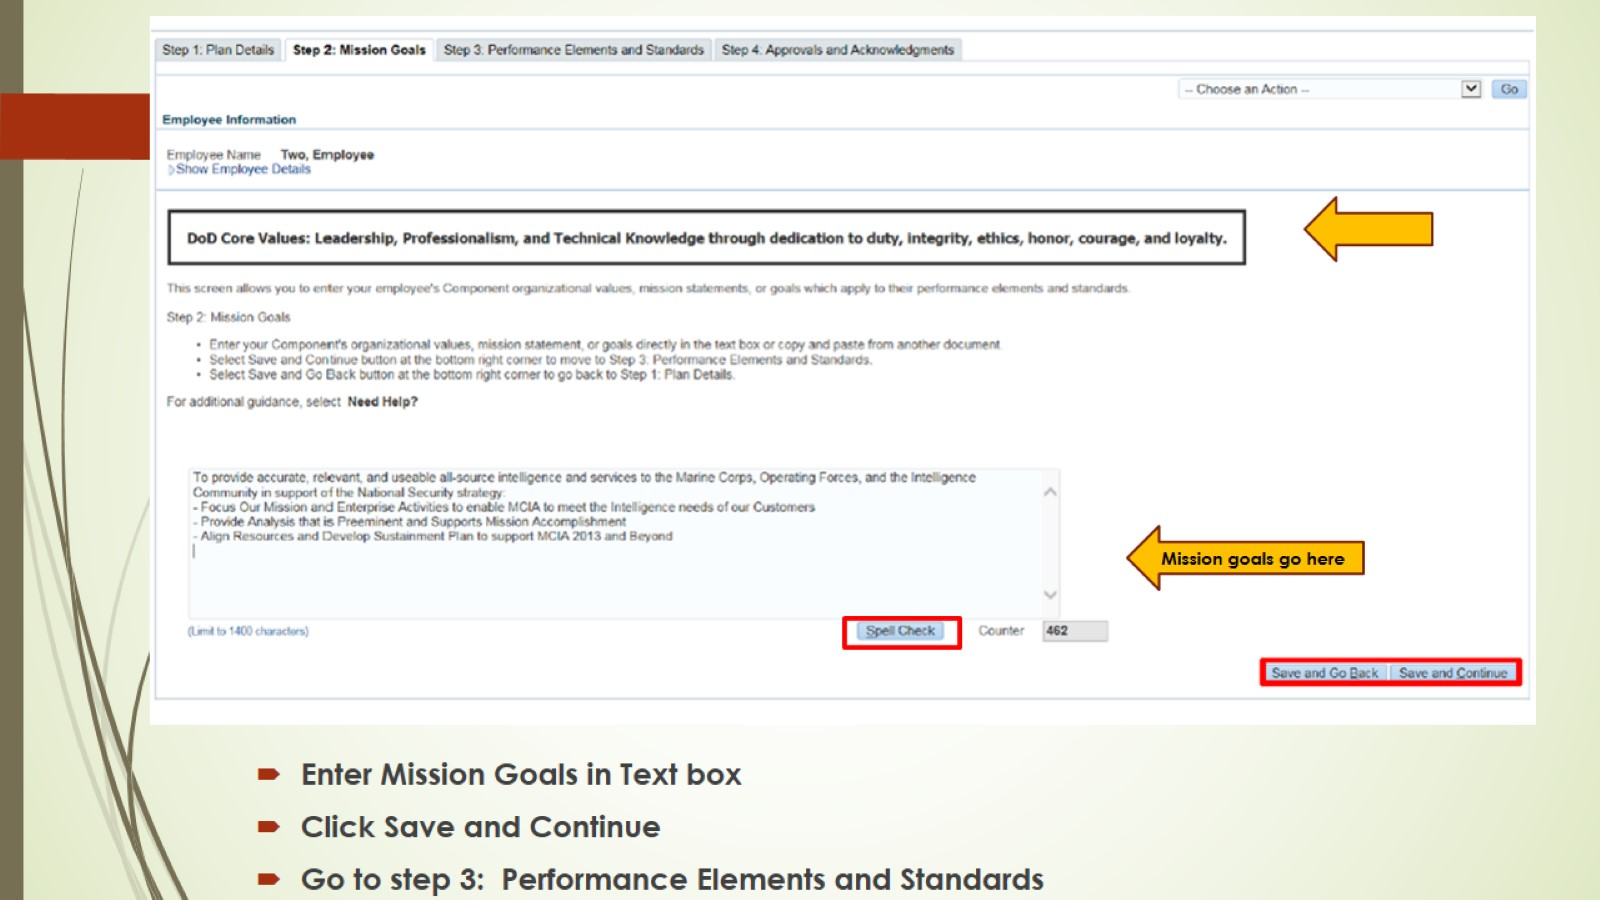 Step 1: Plan Details
Step 2: Mission Goals
Step 3: Performance Elements and Standards
Step 4: Approvals and Acknowledgments
-- Choose an Action --
Go
Employee Information
Employee Name Two, Employee
Show Employee Details
DoD Core Values: Leadership, Professionalism, and Technical Knowledge through dedication to duty, integrity, ethics, honor, courage, and loyalty.
This screen allows you to enter your employee's Component organizational values, mission statements, or goals which apply to their performance elements and standards.
Step 2: Mission Goals
• Enter your Component's organizational values, mission statement, or goals directly in the text box or copy and paste from another document.
• Select Save and Continue button at the bottom right corner to move to Step 3: Performance Elements and Standards.
• Select Save and Go Back button at the bottom right corner to go back to Step 1: Plan Details.
For additional guidance, select Need Help?
To provide accurate, relevant, and useable all-source intelligence and services to the Marine Corps, Operating Forces, and the Intelligence
Community in support of the National Security strategy:
- Focus Our Mission and Enterprise Activities to enable MCIA to meet the Intelligence needs of our Customers
- Provide Analysis that is Preeminent and Supports Mission Accomplishment
- Align Resources and Develop Sustainment Plan to support MCIA 2013 and Beyond
Mission goals go here
(Limit to 1400 characters)
Spell Check
Counter 462
Save and Go Back
Save and Continue
Enter Mission Goals in Text box
Click Save and Continue
Go to step 3: Performance Elements and Standards